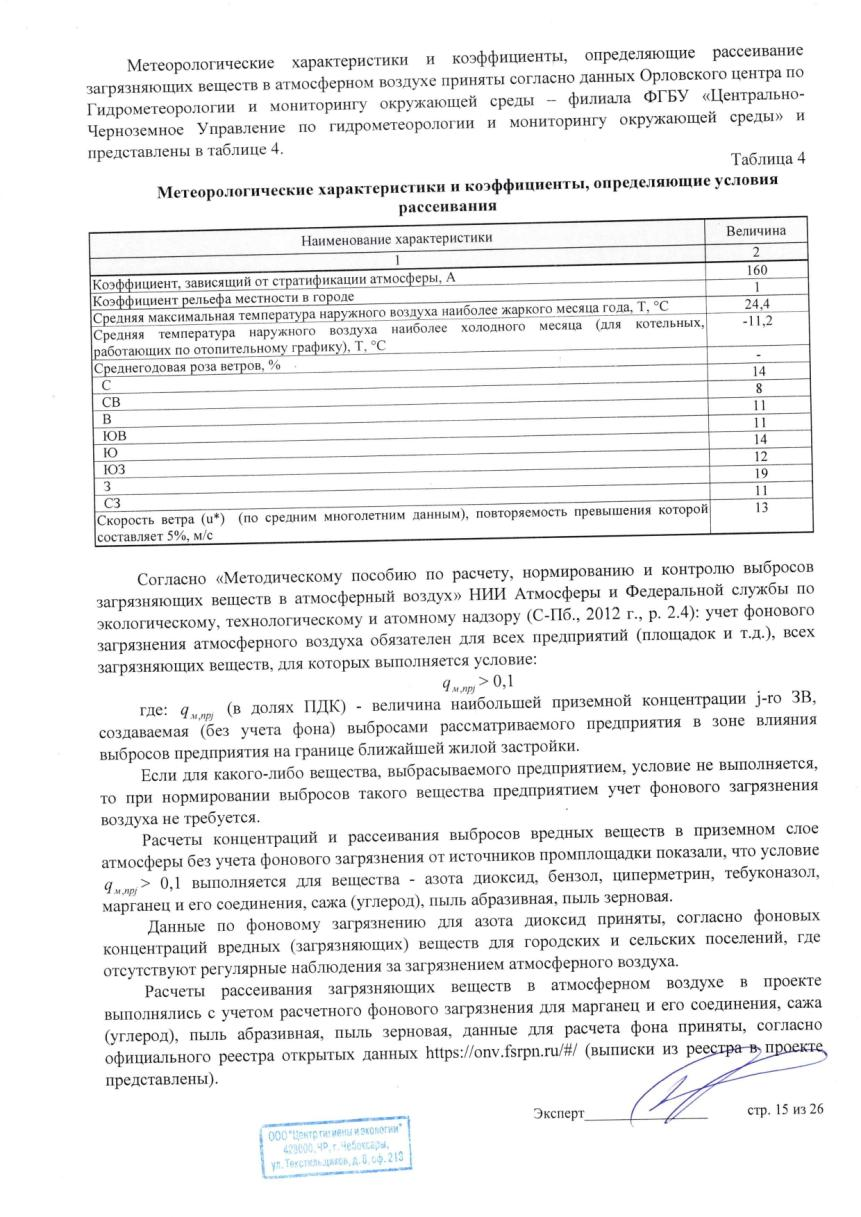 Метеорологические характеристики и коэффициенты, определяющие рассеивание
загрязняющих веществ в атмосферном воздухе приняты согласно данных Орловского центра по
Гидрометеорологии и мониторингу окружающей среды – филиала ФГБУ «Центрально-
Черноземное Управление по гидрометеорологии и мониторингу окружающей среды» и
представлены в таблице 4.
Таблица 4
Метеорологические характеристики и коэффициенты, определяющие условия
рассеивания
Наименование характеристики Величина
1 2
Коэффициент, зависящий от стратификации атмосферы, А 160
Коэффициент рельефа местности в городе 1
Средняя максимальная температура наружного воздуха наиболее жаркого месяца года, Т, °С 24,4
Средняя температура наружного воздуха наиболее холодного месяца (для котельных, -11,2
работающих по отопительному графику), Т, °С
Среднегодовая роза ветров, % -
С 14
СВ 8
В 11
ЮВ 11
Ю 14
ЮЗ 12
З 19
СЗ 11
Скорость ветра (u*) (по средним многолетним данным), повторяемость превышения которой 13
составляет 5%, м/с
Согласно «Методическому пособию по расчету, нормированию и контролю выбросов
загрязняющих веществ в атмосферный воздух» НИИ Атмосферы и Федеральной службы по
экологическому, технологическому и атомному надзору (С-Пб., 2012 г., р. 2.4): учет фонового
загрязнения атмосферного воздуха обязателен для всех предприятий (площадок и т.д.), всех
загрязняющих веществ, для которых выполняется условие:
q м,прj > 0,1
где: q м,прj (в долях ПДК) - величина наибольшей приземной концентрации j-го ЗВ,
создаваемая (без учета фона) выбросами рассматриваемого предприятия в зоне влияния
выбросов предприятия на границе ближайшей жилой застройки.
Если для какого-либо вещества, выбрасываемого предприятием, условие не выполняется,
то при нормировании выбросов такого вещества предприятием учет фонового загрязнения
воздуха не требуется.
Расчеты концентраций и рассеивания выбросов вредных веществ в приземном слое
атмосферы без учета фонового загрязнения от источников промплощадки показали, что условие
q м,прj > 0,1 выполняется для вещества - азота диоксид, бензол, циперметрин, тебуконазол,
марганец и его соединения, сажа (углерод), пыль абразивная, пыль зерновая.
Данные по фоновому загрязнению для азота диоксид приняты, согласно фоновых
концентраций вредных (загрязняющих) веществ для городских и сельских поселений, где
отсутствуют регулярные наблюдения за загрязнением атмосферного воздуха.
Расчеты рассеивания загрязняющих веществ в атмосферном воздухе в проекте
выполнялись с учетом расчетного фонового загрязнения для марганец и его соединения, сажа
(углерод), пыль абразивная, пыль зерновая, данные для расчета фона приняты, согласно
официального реестра открытых данных https://onv.fsrpn.ru/#/ (выписки из реестра в проекте
представлены).
Эксперт________________ стр. 15 из 26
ООО "Центр гигиены и экологии"
428000, ЧР, г. Чебоксары,
ул. Текстильщиков, д. 8, оф. 213